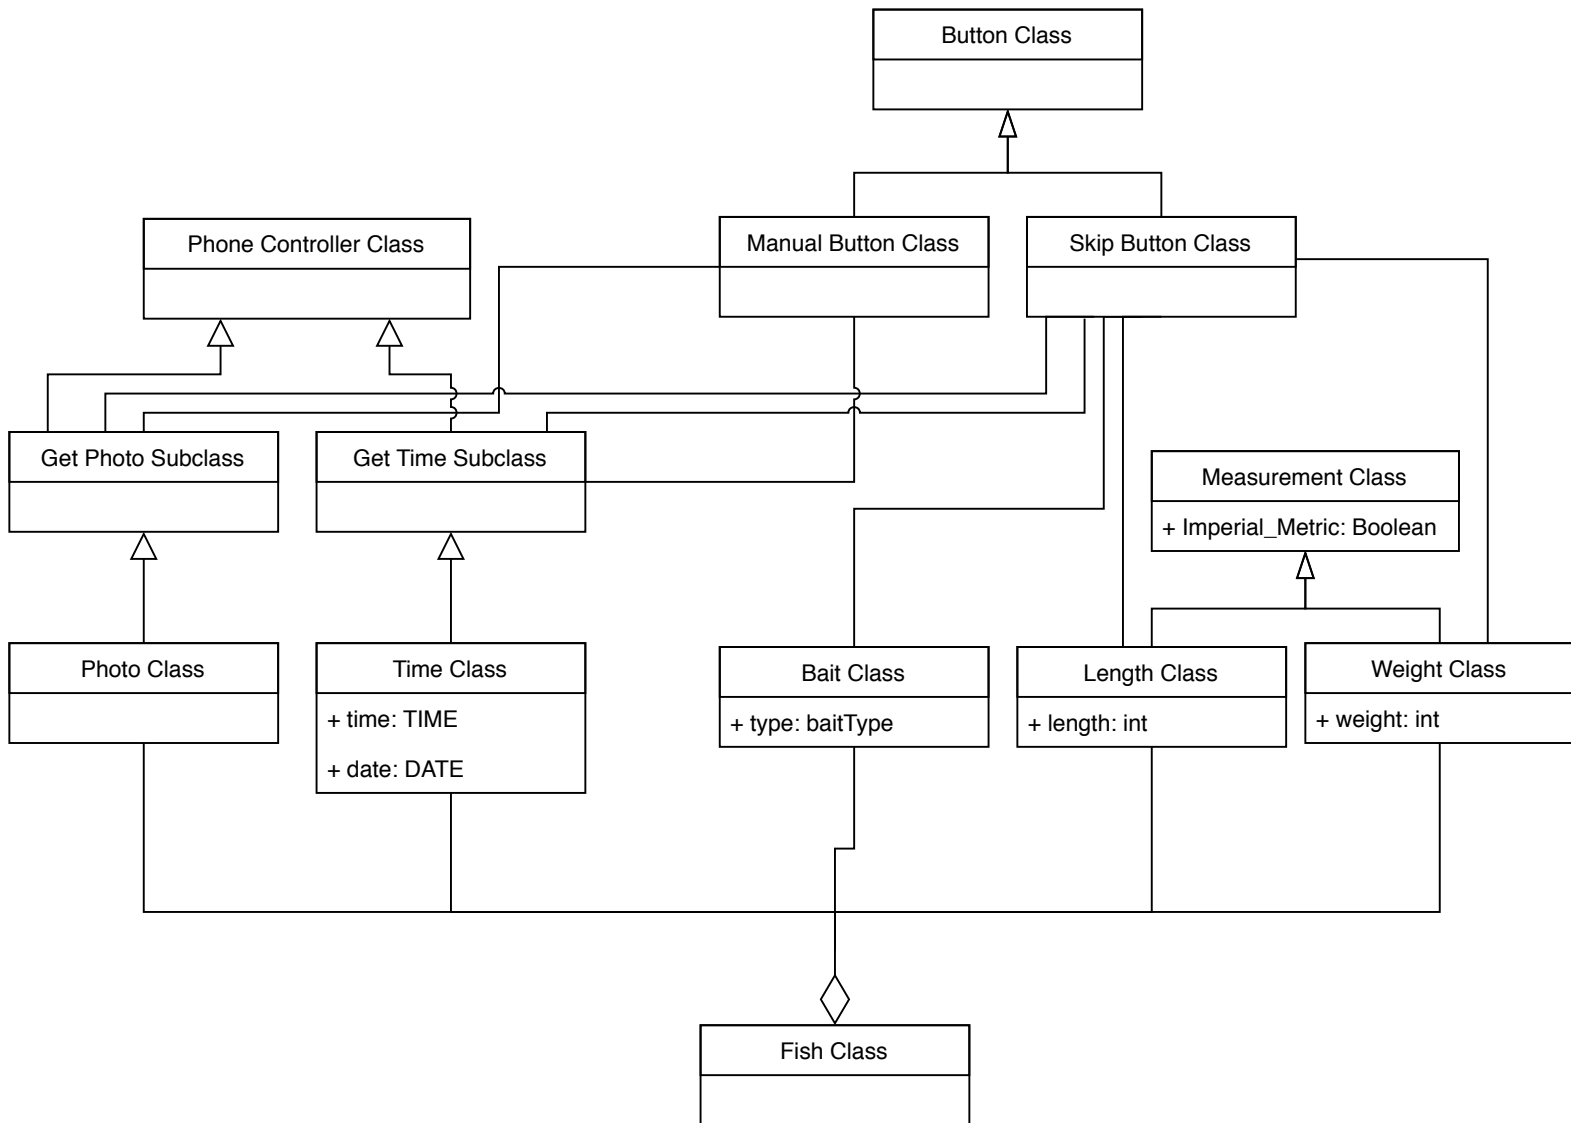 Button Class
Phone Controller Class
Manual Button Class
Skip Button Class
Get Photo Subclass
Get Time Subclass
Measurement Class
+ Imperial_Metric: Boolean
Photo Class
Time Class
+ time: TIME
+ date: DATE
Bait Class
+ type: baitType
Length Class
+ length: int
Weight Class
+ weight: int
Fish Class